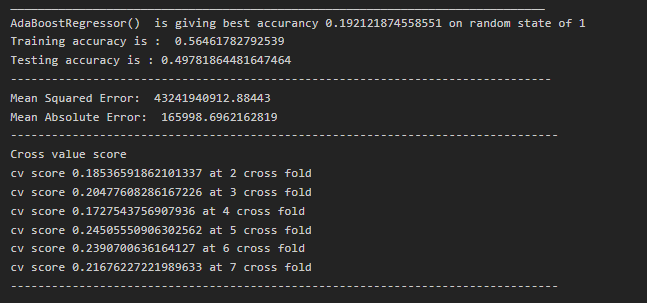 AdaBoostRegressor()  is giving best accurancy 0.192121874558551 on random state of 1
Training accuracy is :  0.56461782792539
Testing accuracy is : 0.49781864481647464
--------------------------------------------------------------------------------
Mean Squared Error:  43241940912.88443
Mean Absolute Error:  165998.6962162819
---------------------------------------------------------------------------------
Cross value score
cv score 0.18536591862101337 at 2 cross fold
cv score 0.20477608286167226 at 3 cross fold
cv score 0.1727543756907936 at 4 cross fold
cv score 0.24505550906302562 at 5 cross fold
cv score 0.2390700636164127 at 6 cross fold
cv score 0.21676227221989633 at 7 cross fold
---------------------------------------------------------------------------------